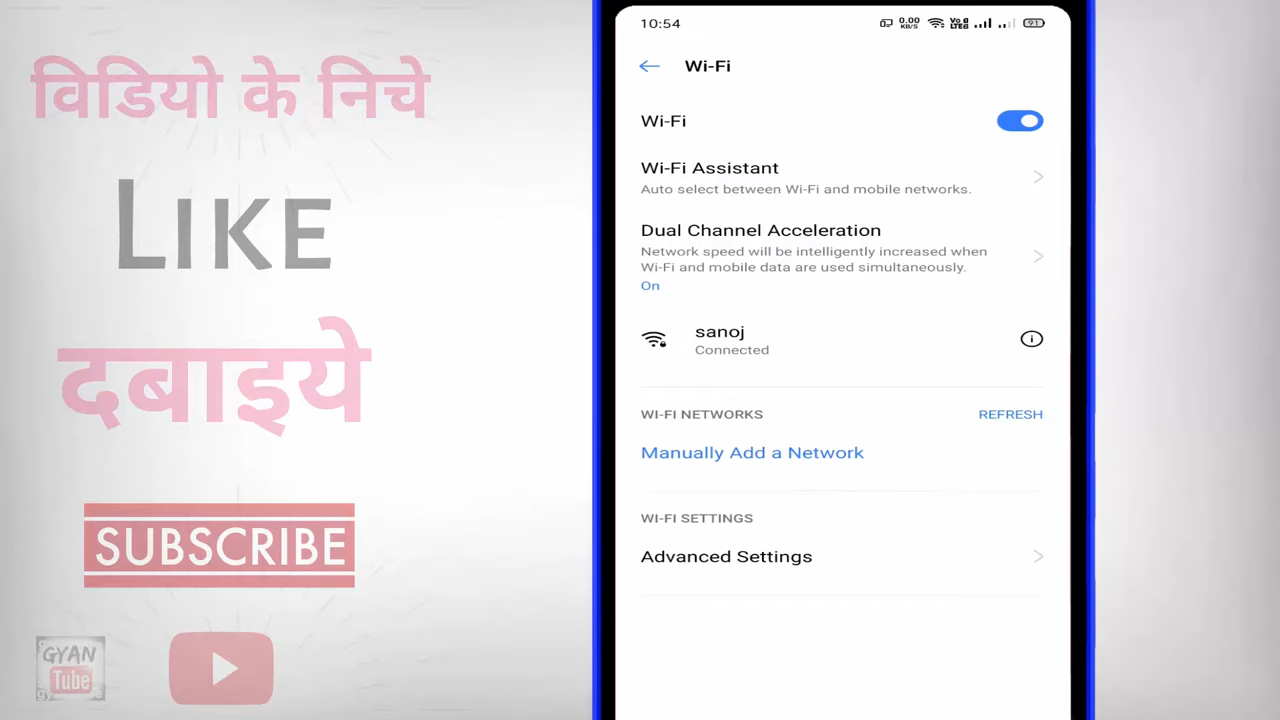 विडियो के निचे
LIKE
दबाइये
SUBSCRIBE
GYAN
Tube
10:54
0.00
KB/S
Vo
LTE
91
Wi-Fi
Wi-Fi
Wi-Fi Assistant
Auto select between Wi-Fi and mobile networks.
Dual Channel Acceleration
Network speed will be intelligently increased when
Wi-Fi and mobile data are used simultaneously.
On
sanoj
Connected
WI-FI NETWORKS
REFRESH
Manually Add a Network
WI-FI SETTINGS
Advanced Settings